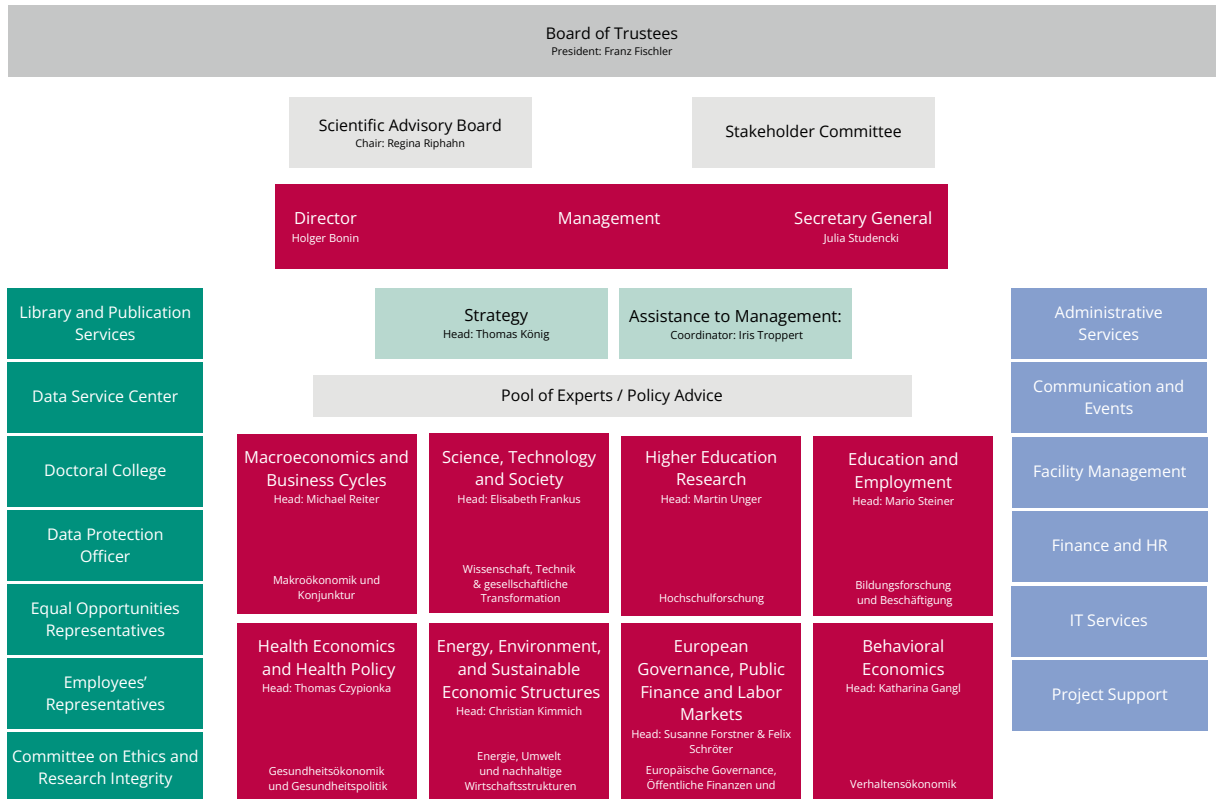 Board of Trustees
President: Franz Fischler
Scientific Advisory Board
Chair: Regina Riphahn
Stakeholder Committee
Director
Holger Bonin
Management
Secretary General
Julia Studencki
Library and Publication
Services
Data Service Center
Doctoral College
Data Protection
Officer
Equal Opportunities
Representatives
Employees’
Representatives
Committee on Ethics and
Research Integrity
Strategy
Head: Thomas König
Assistance to Management:
Coordinator: Iris Troppert
Pool of Experts / Policy Advice
Macroeconomics and
Business Cycles
Head: Michael Reiter
Makroökonomik und
Konjunktur
Science, Technology
and Society
Head: Elisabeth Frankus
Wissenschaft, Technik
& gesellschaftliche
Transformation
Higher Education
Research
Head: Martin Unger
Hochschulforschung
Education and
Employment
Head: Mario Steiner
Bildungsforschung
und Beschäftigung
Health Economics
and Health Policy
Head: Thomas Czypionka
Gesundheitsökonomik
und Gesundheitspolitik
Energy, Environment,
and Sustainable
Economic Structures
Head: Christian Kimmich
Energie, Umwelt
und nachhaltige
Wirtschaftsstrukturen
European
Governance, Public
Finance and Labor
Markets
Head: Susanne Forstner & Felix
Schröter
Europäische Governance,
Öffentliche Finanzen und
Behavioral
Economics
Head: Katharina Gangl
Verhaltensökonomik
Administrative
Services
Communication and
Events
Facility Management
Finance and HR
IT Services
Project Support